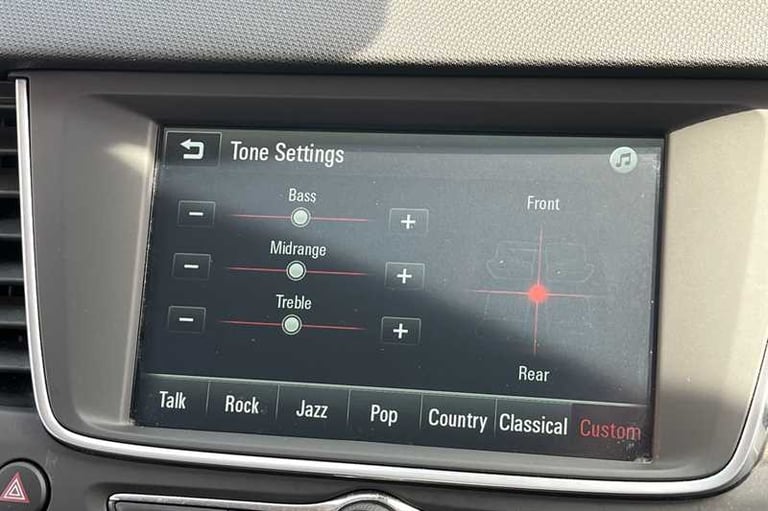 Tone Settings
Bass
Front
Midrange
Treble
Rear
Talk Rock Jazz Pop Country Classical Custom